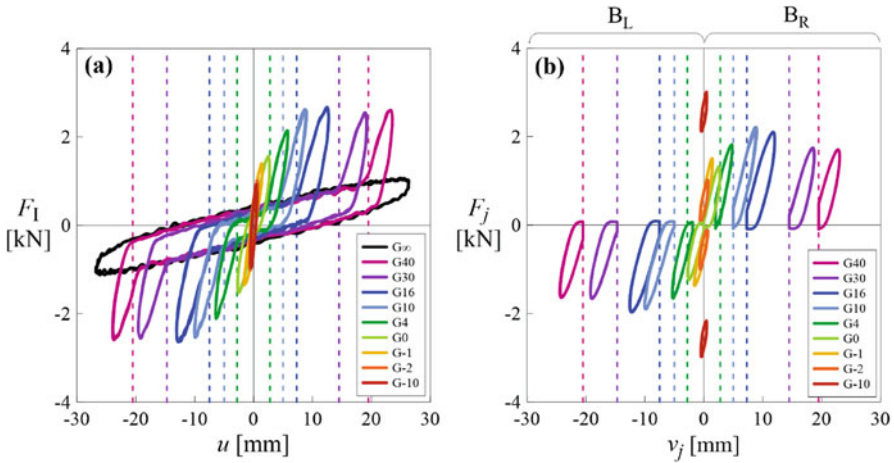 B_L B_R
(a) (b)
4 4
2 2
F_I [kN] 0 F_j [kN] 0
-2 -2
-4 -4
G∞
G40
G30
G16
G10
G4
G0
G-1
G-2
G-10
G40
G30
G16
G10
G4
G0
G-1
G-2
G-10
-30 -20 -10 0 10 20 30 -30 -20 -10 0 10 20 30
u [mm] v_j [mm]